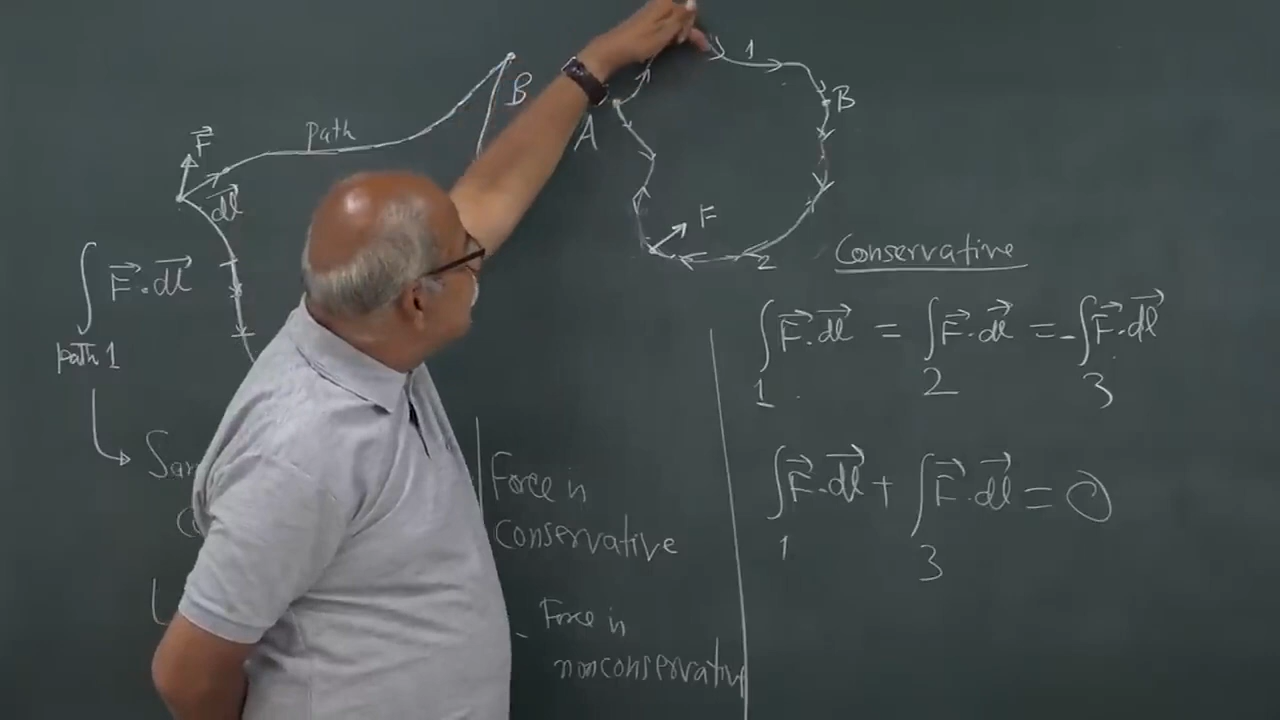 F⃗
path
B
dl⃗
∫ F⃗·dl⃗
path 1
A
1
B
F
2
Force is
conservative
Force is
nonconservative
Conservative
∫₁ F⃗·dl⃗ = ∫₂ F⃗·dl⃗ = -∫₃ F⃗·dl⃗
∫₁ F⃗·dl⃗ + ∫₃ F⃗·dl⃗ = 0